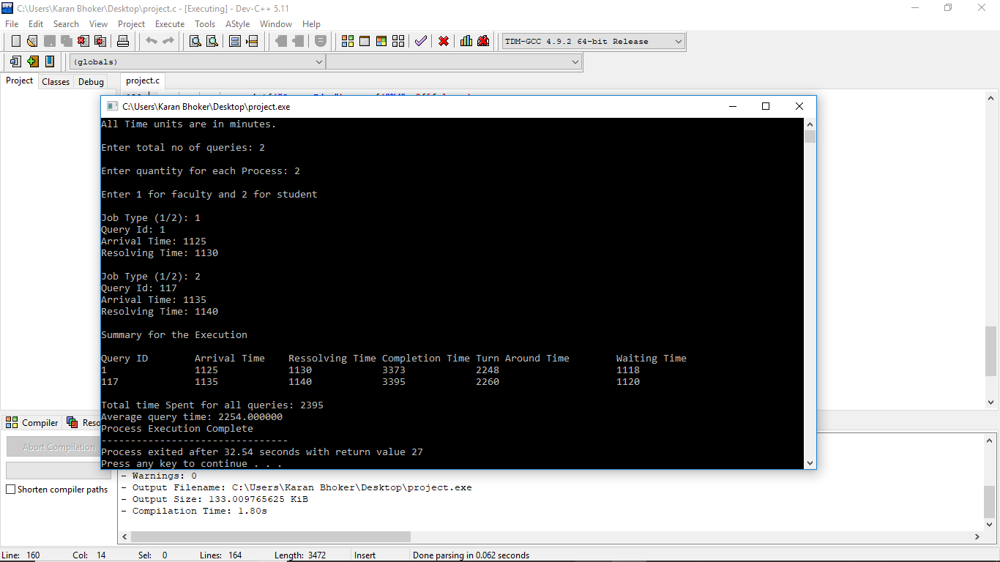 C:\Users\Karan Bhoker\Desktop\project.c - [Executing] - Dev-C++ 5.11
File Edit Search View Project Execute Tools AStyle Window Help
TDM-GCC 4.9.2 64-bit Release
(globals)
Project Classes Debug project.c
C:\Users\Karan Bhoker\Desktop\project.exe
All Time units are in minutes.
Enter total no of queries: 2
Enter quantity for each Process: 2
Enter 1 for faculty and 2 for student
Job Type (1/2): 1
Query Id: 1
Arrival Time: 1125
Resolving Time: 1130
Job Type (1/2): 2
Query Id: 117
Arrival Time: 1135
Resolving Time: 1140
Summary for the Execution
Query ID Arrival Time Ressolving Time Completion Time Turn Around Time Waiting Time
1 1125 1130 3373 2248 1118
117 1135 1140 3395 2260 1120
Total time Spent for all queries: 2395
Average query time: 2254.000000
Process Execution Complete
--------------------------------
Process exited after 32.54 seconds with return value 27
Press any key to continue . . .
Compiler Reso
Abort Compilation
Shorten compiler paths
- Warnings: 0
- Output Filename: C:\Users\Karan Bhoker\Desktop\project.exe
- Output Size: 133.009765625 KiB
- Compilation Time: 1.80s
Line: 160 Col: 14 Sel: 0 Lines: 164 Length: 3472 Insert Done parsing in 0.062 seconds